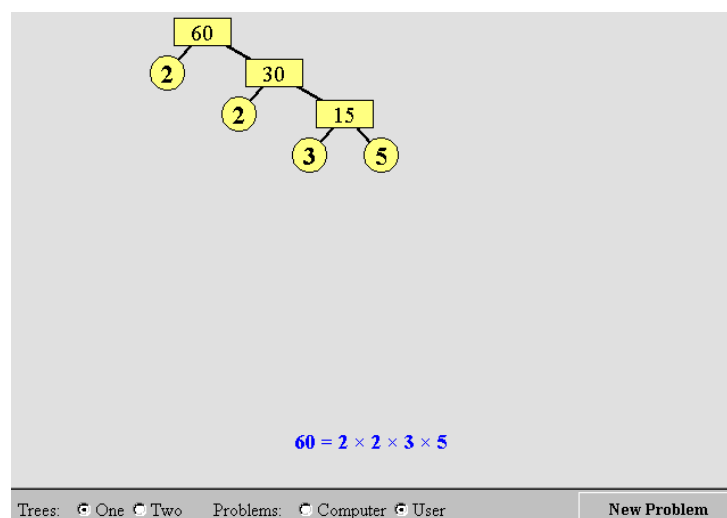 60
2 30
2 15
3 5
60 = 2 × 2 × 3 × 5
Trees: One Two Problems: Computer User New Problem